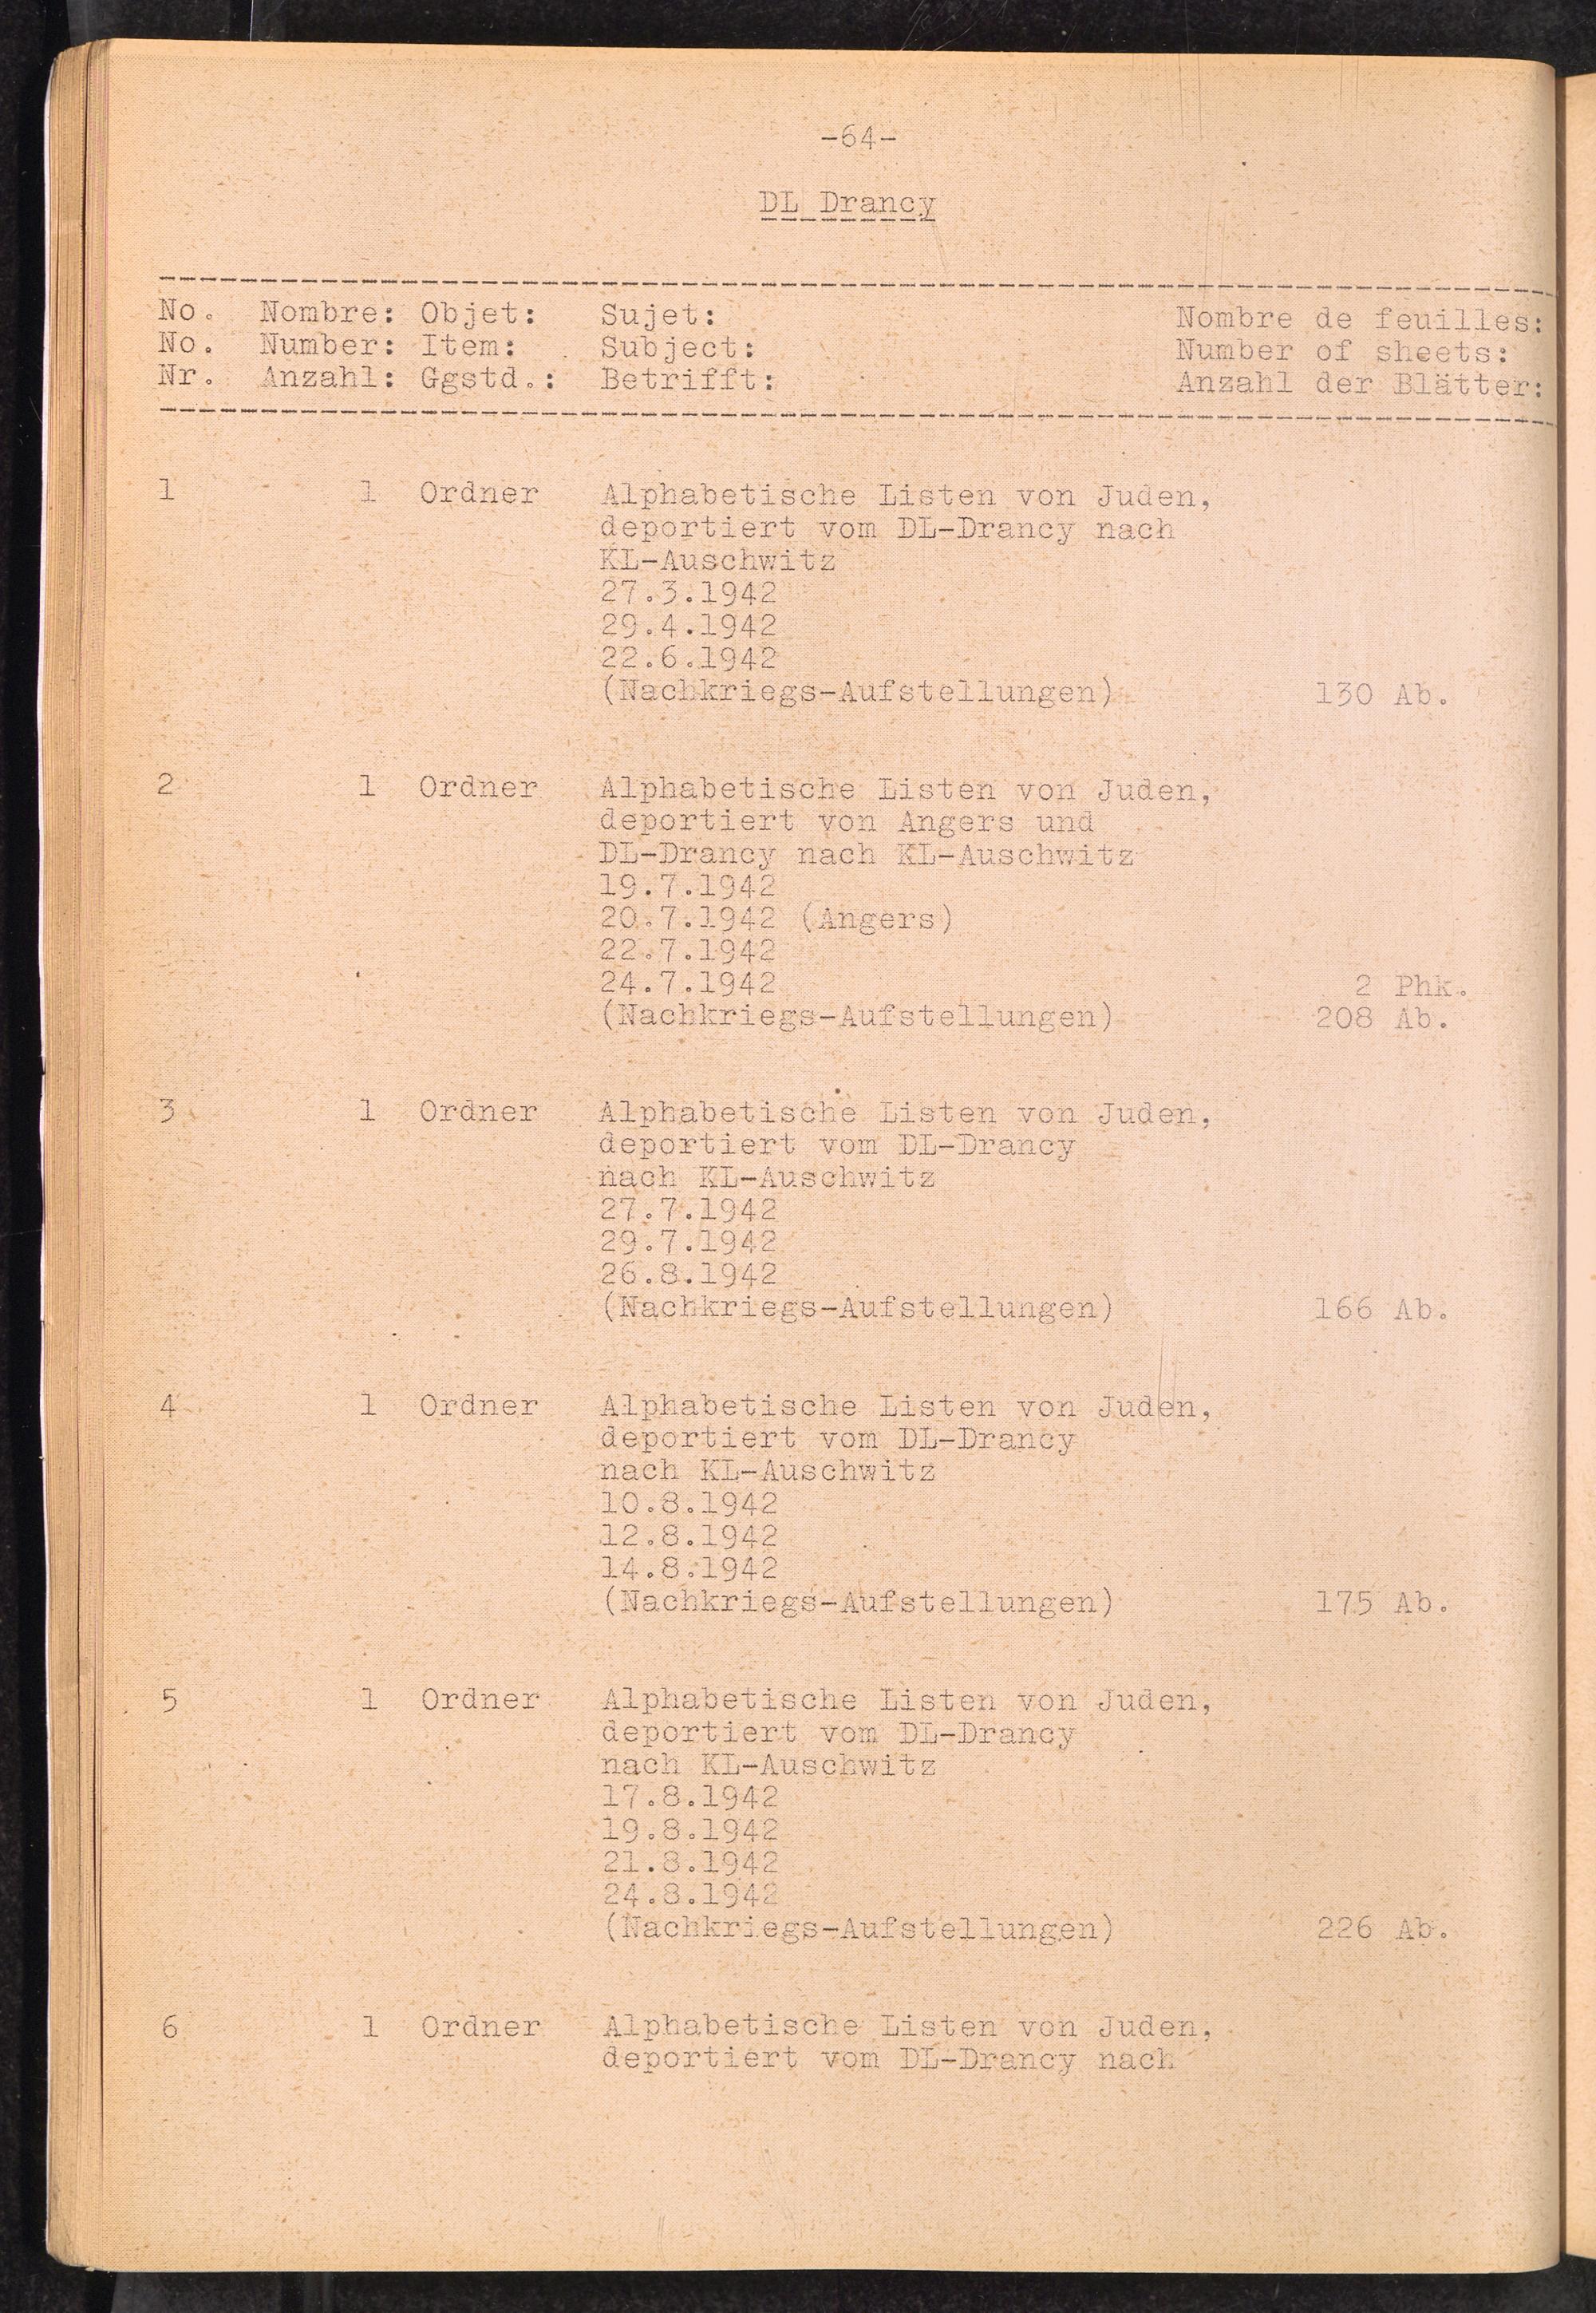 -64-
DL Drancy
No. Nombre: Objet: Sujet: Nombre de feuilles:
No. Number: Item: Subject: Number of sheets:
Nr. Anzahl: Ggstd.: Betrifft: Anzahl der Blätter:
1 1 Ordner Alphabetische Listen von Juden,
deportiert vom DL-Drancy nach
KL-Auschwitz
27.3.1942
29.4.1942
22.6.1942
(Nachkriegs-Aufstellungen) 130 Ab.
2 1 Ordner Alphabetische Listen von Juden,
deportiert von Angers und
DL-Drancy nach KL-Auschwitz
19.7.1942
20.7.1942 (Angers)
22.7.1942
24.7.1942 2 Phk.
(Nachkriegs-Aufstellungen) 208 Ab.
3 1 Ordner Alphabetische Listen von Juden,
deportiert vom DL-Drancy
nach KL-Auschwitz
27.7.1942
29.7.1942
26.8.1942
(Nachkriegs-Aufstellungen) 166 Ab.
4 1 Ordner Alphabetische Listen von Juden,
deportiert vom DL-Drancy
nach KL-Auschwitz
10.8.1942
12.8.1942
14.8.1942
(Nachkriegs-Aufstellungen) 175 Ab.
5 1 Ordner Alphabetische Listen von Juden,
deportiert vom DL-Drancy
nach KL-Auschwitz
17.8.1942
19.8.1942
21.8.1942
24.8.1942
(Nachkriegs-Aufstellungen) 226 Ab.
6 1 Ordner Alphabetische Listen von Juden,
deportiert vom DL-Drancy nach